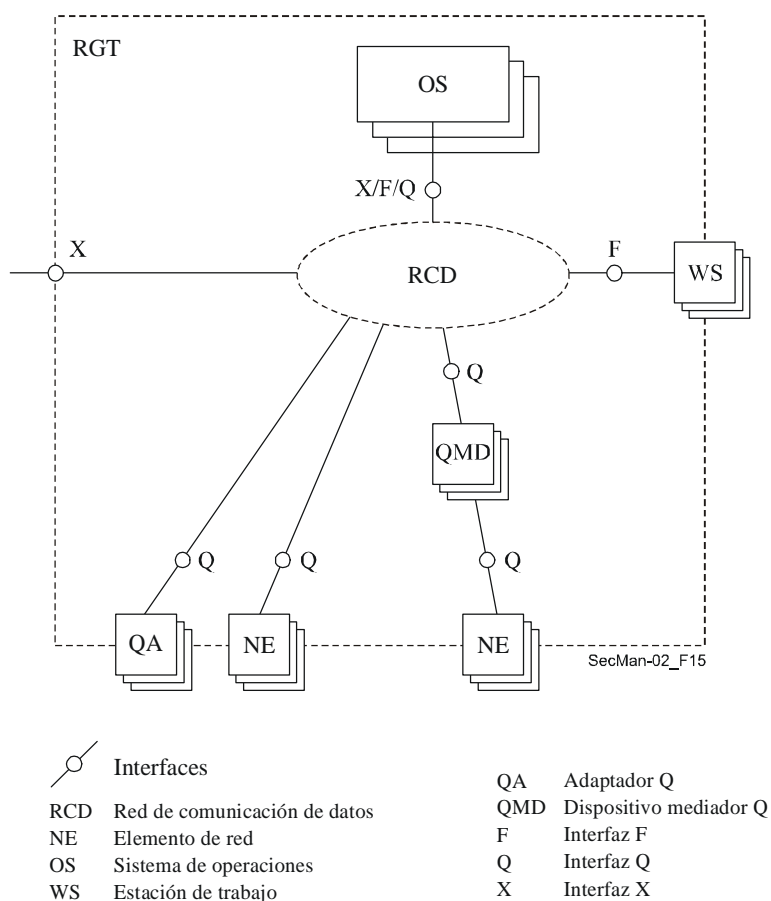 RGT
OS
X/F/Q
X
F
RCD
WS
Q
QMD
Q
Q
Q
QA
NE
NE
SecMan-02_F15
Interfaces
RCD Red de comunicación de datos
NE Elemento de red
OS Sistema de operaciones
WS Estación de trabajo
QA Adaptador Q
QMD Dispositivo mediador Q
F Interfaz F
Q Interfaz Q
X Interfaz X